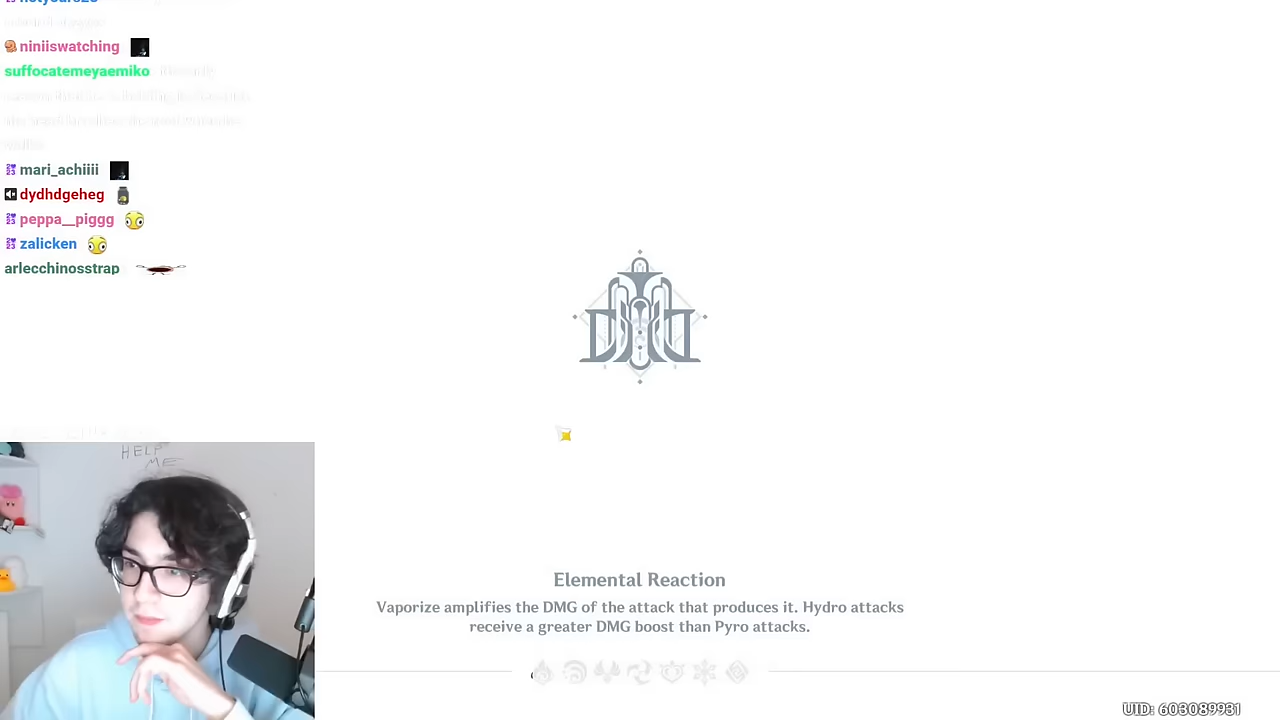 niniiswatching
suffocatemeyaemiko
mari_achiiii
dydhdgeheg
peppa__piggg
zalicken
arlecchinosstrap
HELP
ME
Elemental Reaction
Vaporize amplifies the DMG of the attack that produces it. Hydro attacks
receive a greater DMG boost than Pyro attacks.
UID: 603089931